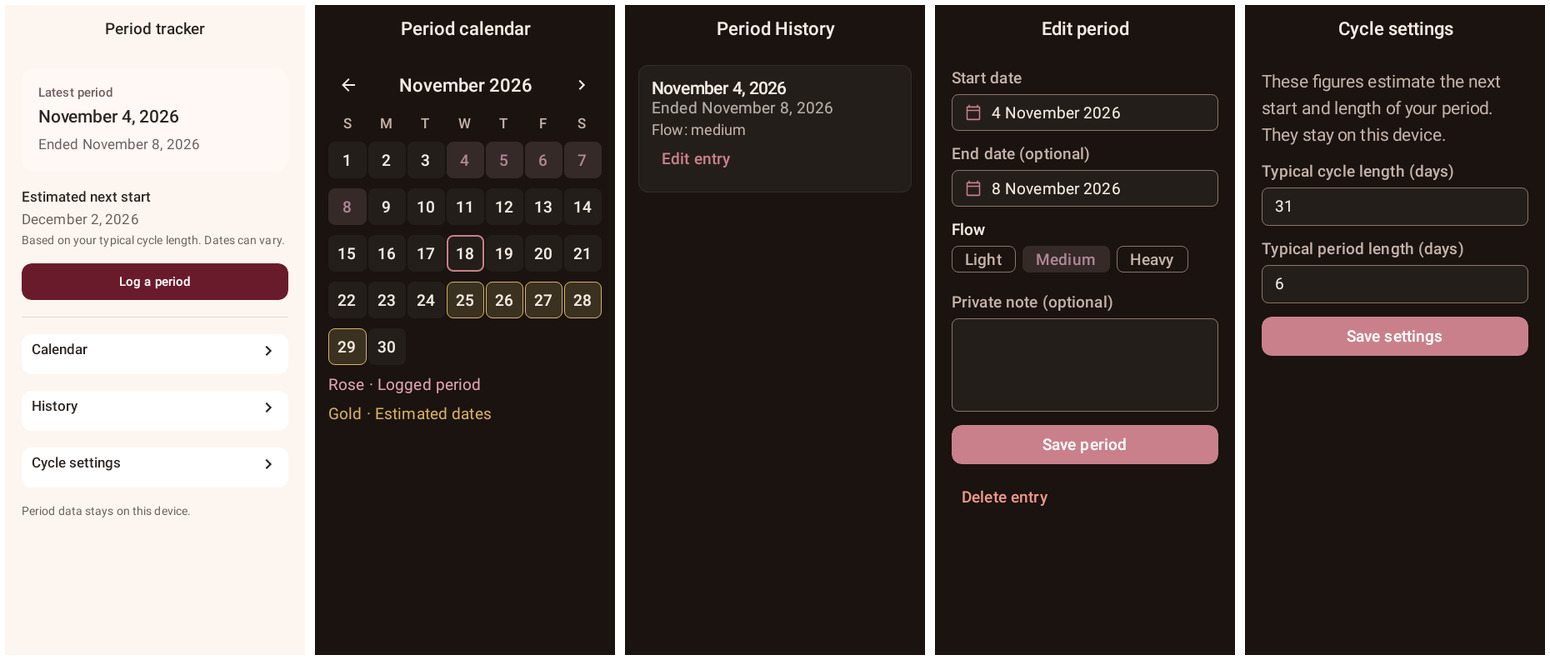 Period tracker
Latest period
November 4, 2026
Ended November 8, 2026
Estimated next start
December 2, 2026
Based on your typical cycle length. Dates can vary.
Log a period
Calendar
History
Cycle settings
Period data stays on this device.
Period calendar
November 2026
S M T W T F S
1 2 3 4 5 6 7
8 9 10 11 12 13 14
15 16 17 18 19 20 21
22 23 24 25 26 27 28
29 30
Rose · Logged period
Gold · Estimated dates
Period History
November 4, 2026
Ended November 8, 2026
Flow: medium
Edit entry
Edit period
Start date
4 November 2026
End date (optional)
8 November 2026
Flow
Light Medium Heavy
Private note (optional)
Save period
Delete entry
Cycle settings
These figures estimate the next
start and length of your period.
They stay on this device.
Typical cycle length (days)
31
Typical period length (days)
6
Save settings